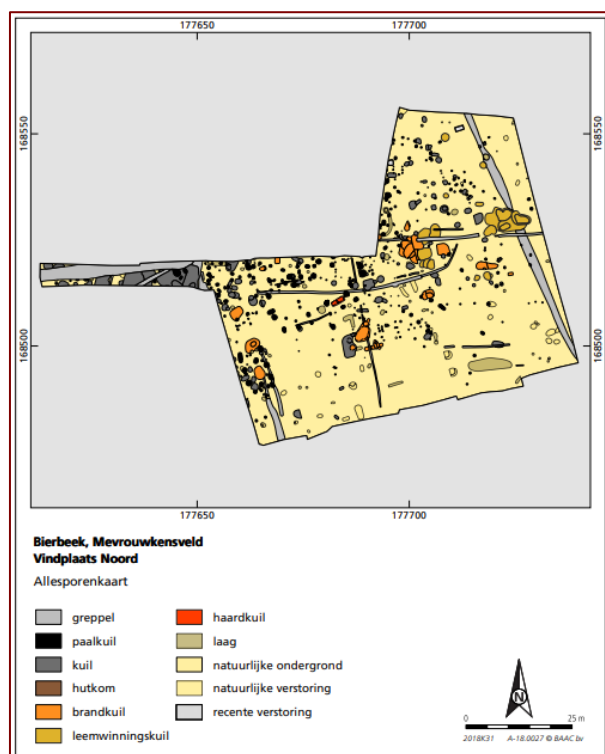 177650
177700
168550
168550
168500
168500
177650
177700
Bierbeek, Mevrouwkensveld
Vindplaats Noord
Allesporenkaart
greppel
paalkuil
kuil
hutkom
brandkuil
leemwinningskuil
haardkuil
laag
natuurlijke ondergrond
natuurlijke verstoring
recente verstoring
N
0
25 m
2018K31 A-18.0027 © BAAC bv